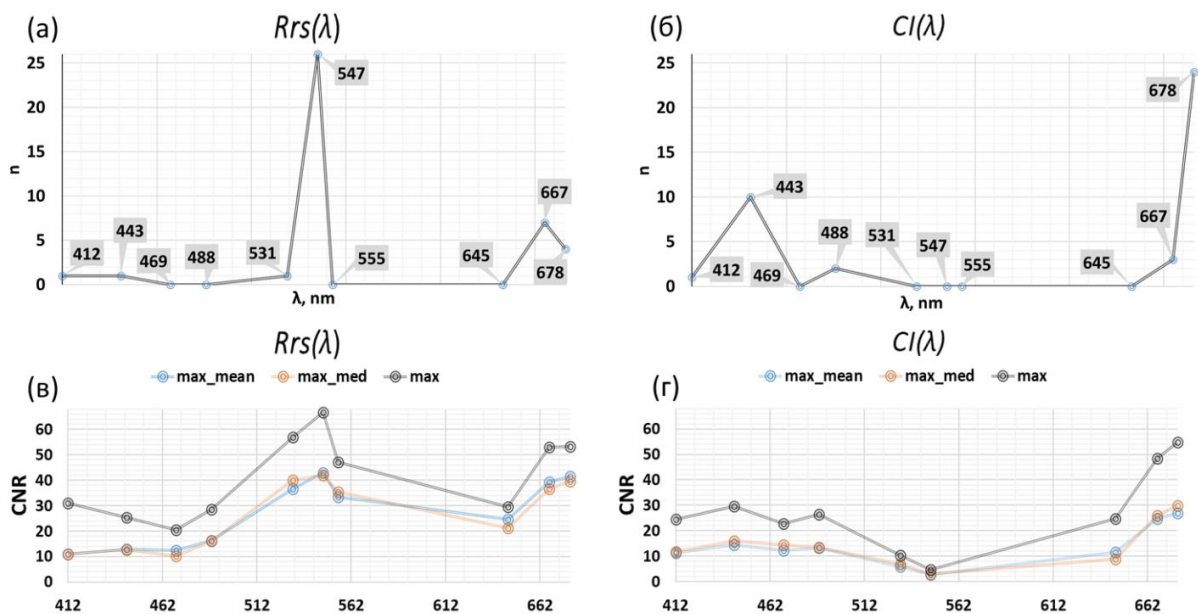 (а)
Rrs(λ)
25
20
15
10
5
0
n
412
443
469
488
531
547
555
645
667
678
λ, nm
(б)
CI(λ)
25
20
15
10
5
0
n
412
443
469
488
531
547
555
645
667
678
λ, nm
(в)
Rrs(λ)
max_mean max_med max
60
50
40
30
20
10
0
CNR
412 462 512 562 612 662
(г)
CI(λ)
max_mean max_med max
60
50
40
30
20
10
0
CNR
412 462 512 562 612 662